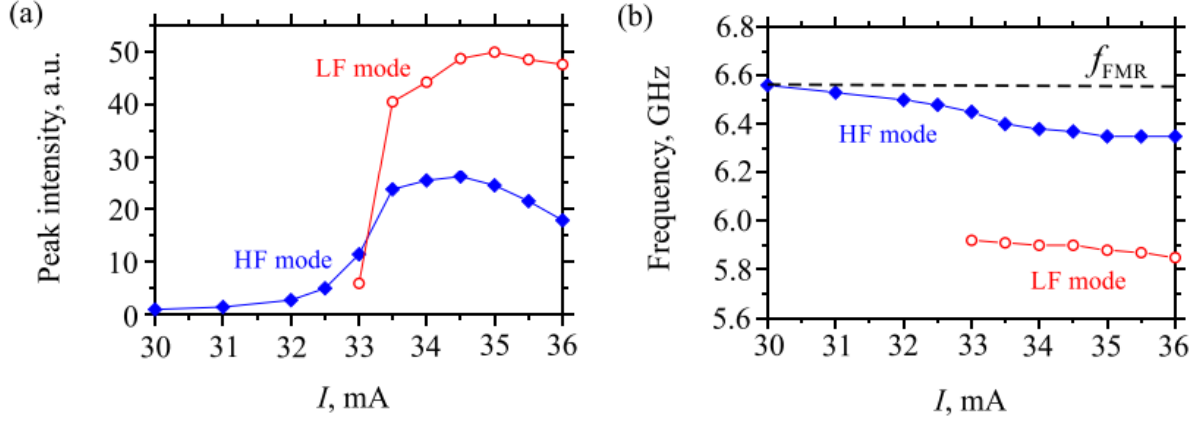 (a)
50
40
30
20
10
0
Peak intensity, a.u.
LF mode
HF mode
30 31 32 33 34 35 36
I, mA
(b)
6.8
6.6
6.4
6.2
6.0
5.8
5.6
Frequency, GHz
fFMR
HF mode
LF mode
30 31 32 33 34 35 36
I, mA